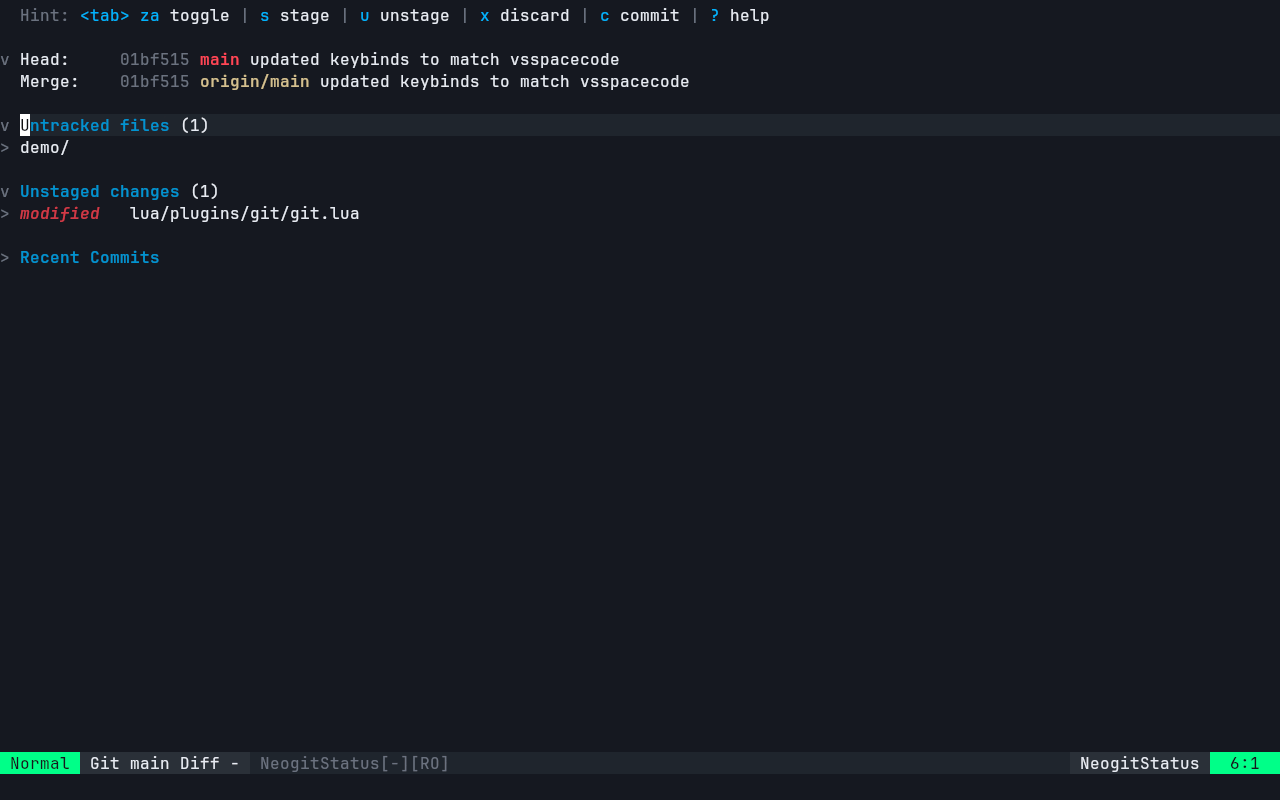 Hint: <tab> za toggle | s stage | u unstage | x discard | c commit | ? help
v Head: 01bf515 main updated keybinds to match vsspacecode
Merge: 01bf515 origin/main updated keybinds to match vsspacecode
v Untracked files (1)
> demo/
v Unstaged changes (1)
> modified lua/plugins/git/git.lua
> Recent Commits
Normal Git main Diff - NeogitStatus[-][RO] NeogitStatus 6:1